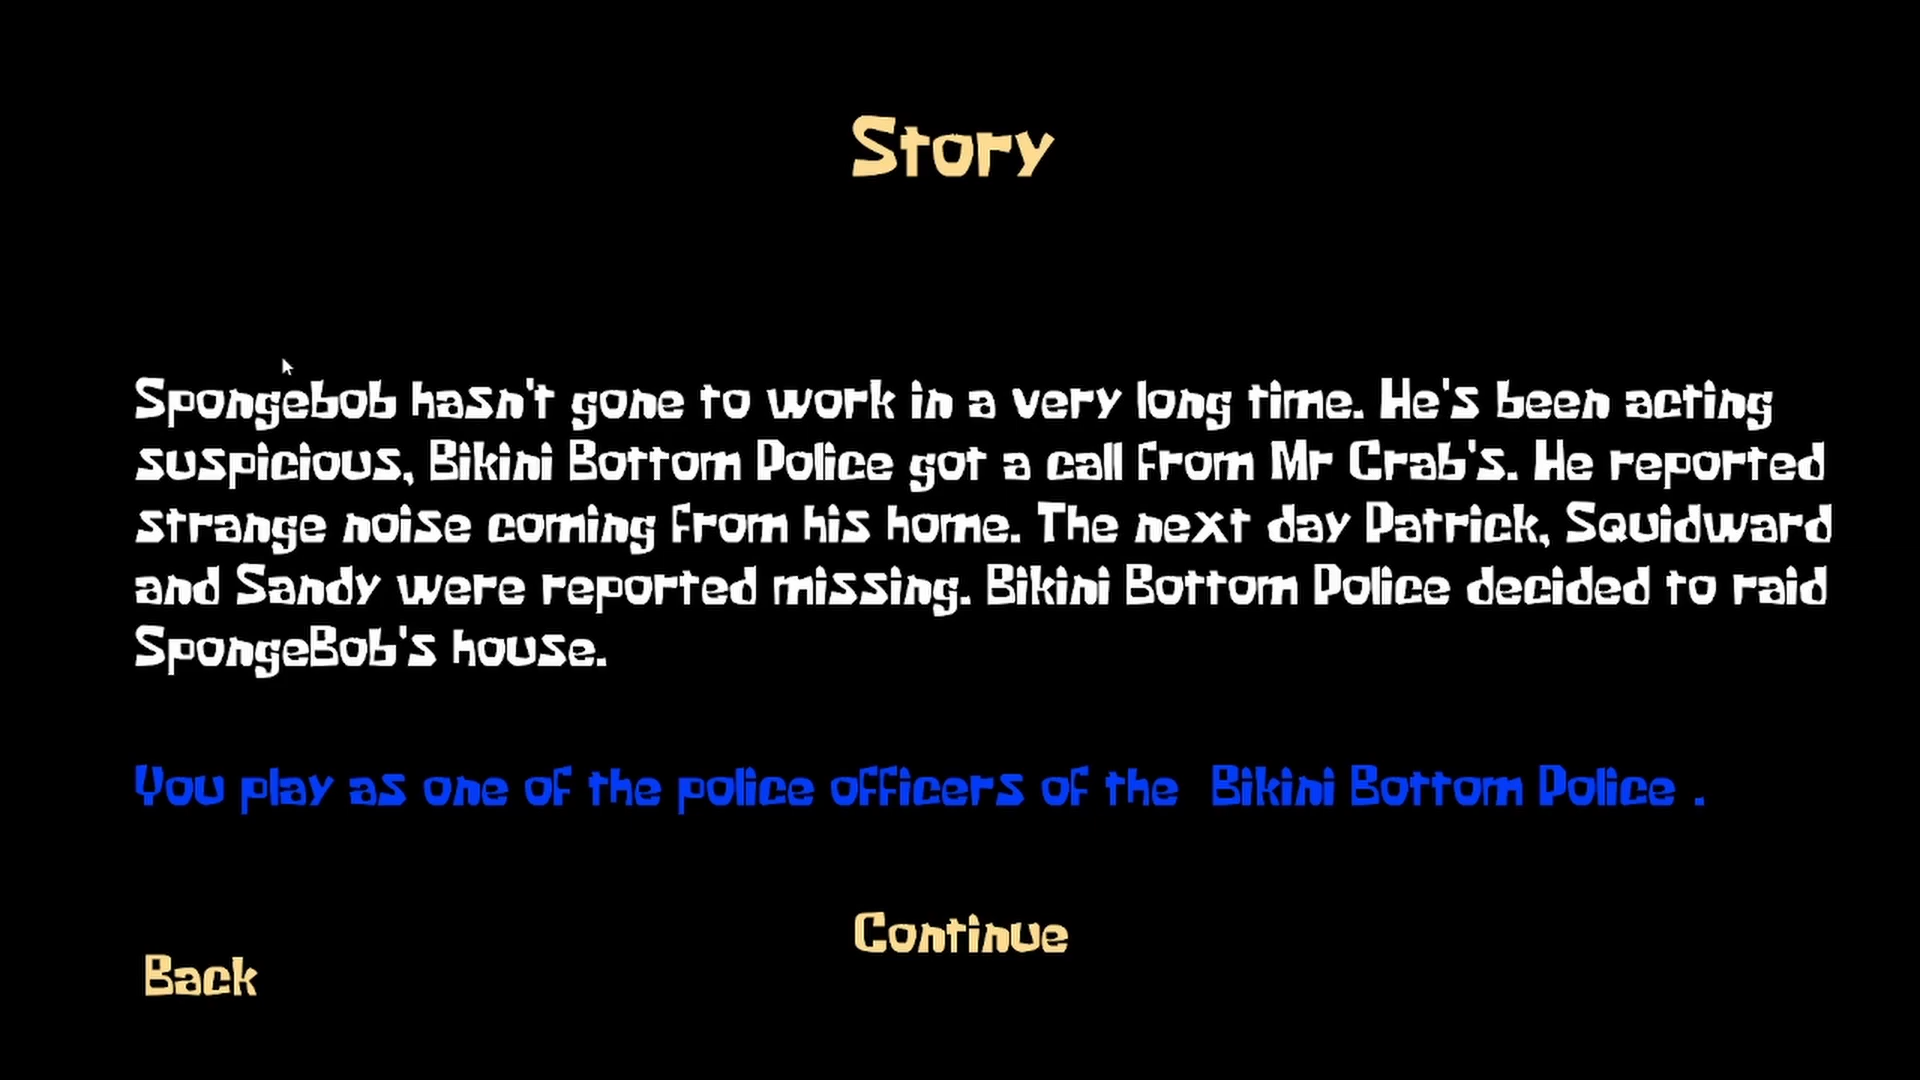 Story
Spongebob hasn't gone to work in a very long time. He's been acting
suspicious, Bikini Bottom Police got a call from Mr Crab's. He reported
strange noise coming from his home. The next day Patrick, Squidward
and Sandy were reported missing. Bikini Bottom Police decided to raid
SpongeBob's house.
You play as one of the police officers of the  Bikini Bottom Police .
Continue
Back